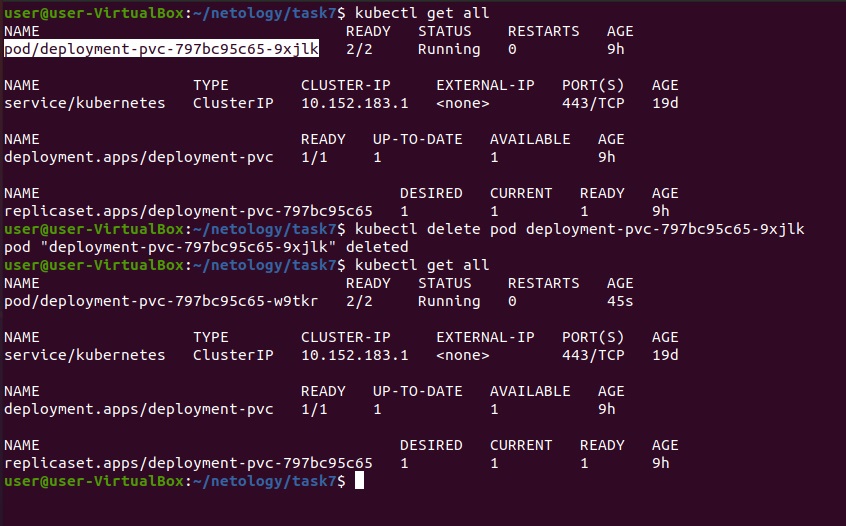 user@user-VirtualBox:~/netology/task7$ kubectl get all
NAME                                  READY   STATUS    RESTARTS   AGE
pod/deployment-pvc-797bc95c65-9xjlk   2/2     Running   0          9h
NAME                 TYPE        CLUSTER-IP     EXTERNAL-IP   PORT(S)   AGE
service/kubernetes   ClusterIP   10.152.183.1   <none>        443/TCP   19d
NAME                             READY   UP-TO-DATE   AVAILABLE   AGE
deployment.apps/deployment-pvc   1/1     1            1           9h
NAME                                        DESIRED   CURRENT   READY   AGE
replicaset.apps/deployment-pvc-797bc95c65   1         1         1       9h
user@user-VirtualBox:~/netology/task7$ kubectl delete pod deployment-pvc-797bc95c65-9xjlk
pod "deployment-pvc-797bc95c65-9xjlk" deleted
user@user-VirtualBox:~/netology/task7$ kubectl get all
NAME                                  READY   STATUS    RESTARTS   AGE
pod/deployment-pvc-797bc95c65-w9tkr   2/2     Running   0          45s
NAME                 TYPE        CLUSTER-IP     EXTERNAL-IP   PORT(S)   AGE
service/kubernetes   ClusterIP   10.152.183.1   <none>        443/TCP   19d
NAME                             READY   UP-TO-DATE   AVAILABLE   AGE
deployment.apps/deployment-pvc   1/1     1            1           9h
NAME                                        DESIRED   CURRENT   READY   AGE
replicaset.apps/deployment-pvc-797bc95c65   1         1         1       9h
user@user-VirtualBox:~/netology/task7$